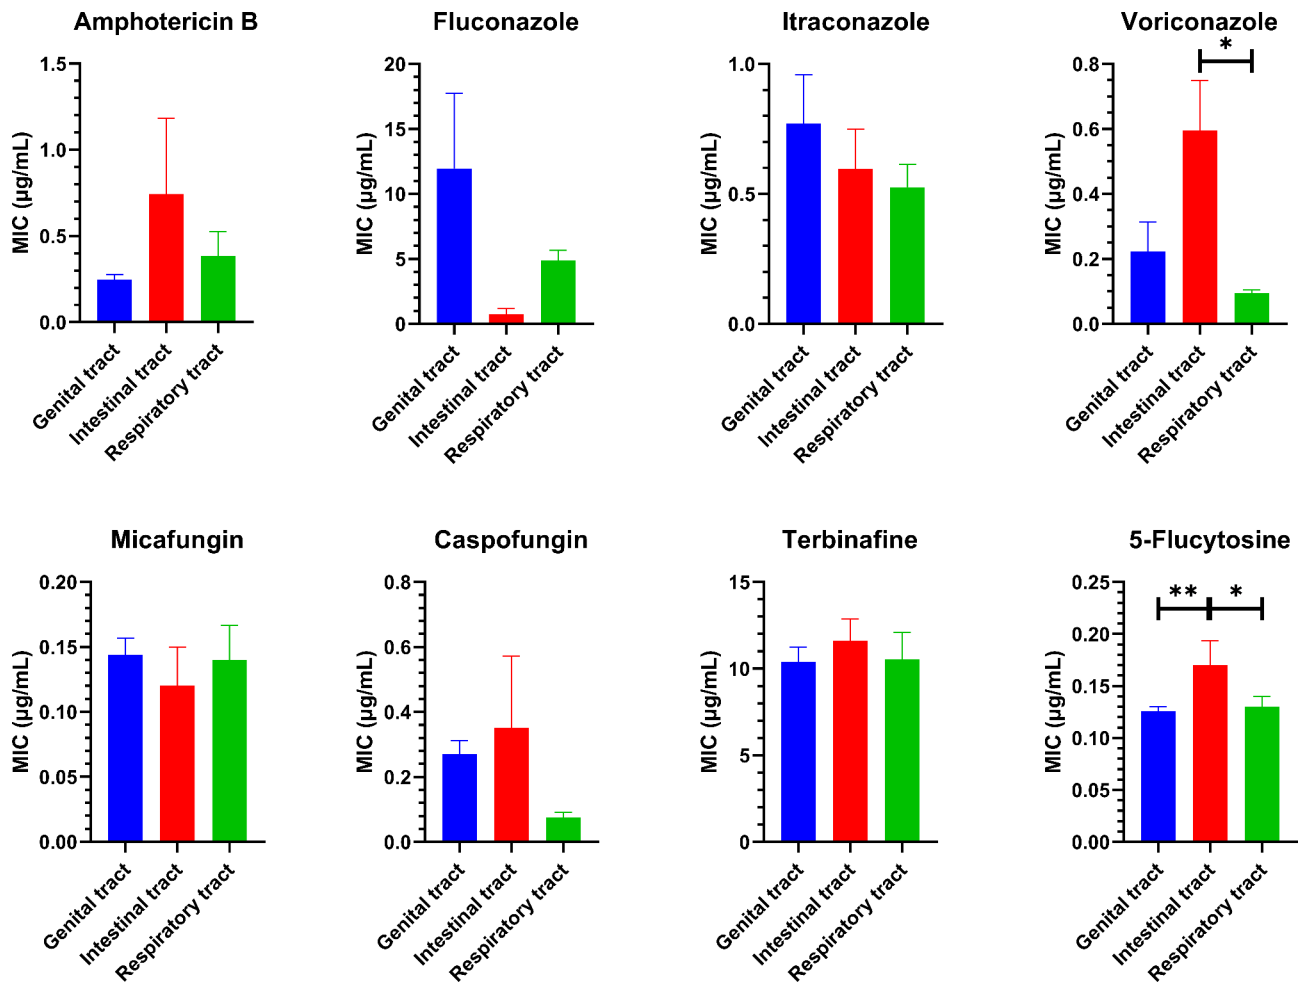 Amphotericin B
MIC (μg/mL)
1.5
1.0
0.5
0.0
Genital tract
Intestinal tract
Respiratory tract
Fluconazole
MIC (μg/mL)
20
15
10
5
0
Genital tract
Intestinal tract
Respiratory tract
Itraconazole
MIC (μg/mL)
1.0
0.5
0.0
Genital tract
Intestinal tract
Respiratory tract
Voriconazole
*
MIC (μg/mL)
0.8
0.6
0.4
0.2
0.0
Genital tract
Intestinal tract
Respiratory tract
Micafungin
MIC (μg/mL)
0.20
0.15
0.10
0.05
0.00
Genital tract
Intestinal tract
Respiratory tract
Caspofungin
MIC (μg/mL)
0.8
0.6
0.4
0.2
0.0
Genital tract
Intestinal tract
Respiratory tract
Terbinafine
MIC (μg/mL)
15
10
5
0
Genital tract
Intestinal tract
Respiratory tract
5-Flucytosine
** *
MIC (μg/mL)
0.25
0.20
0.15
0.10
0.05
0.00
Genital tract
Intestinal tract
Respiratory tract